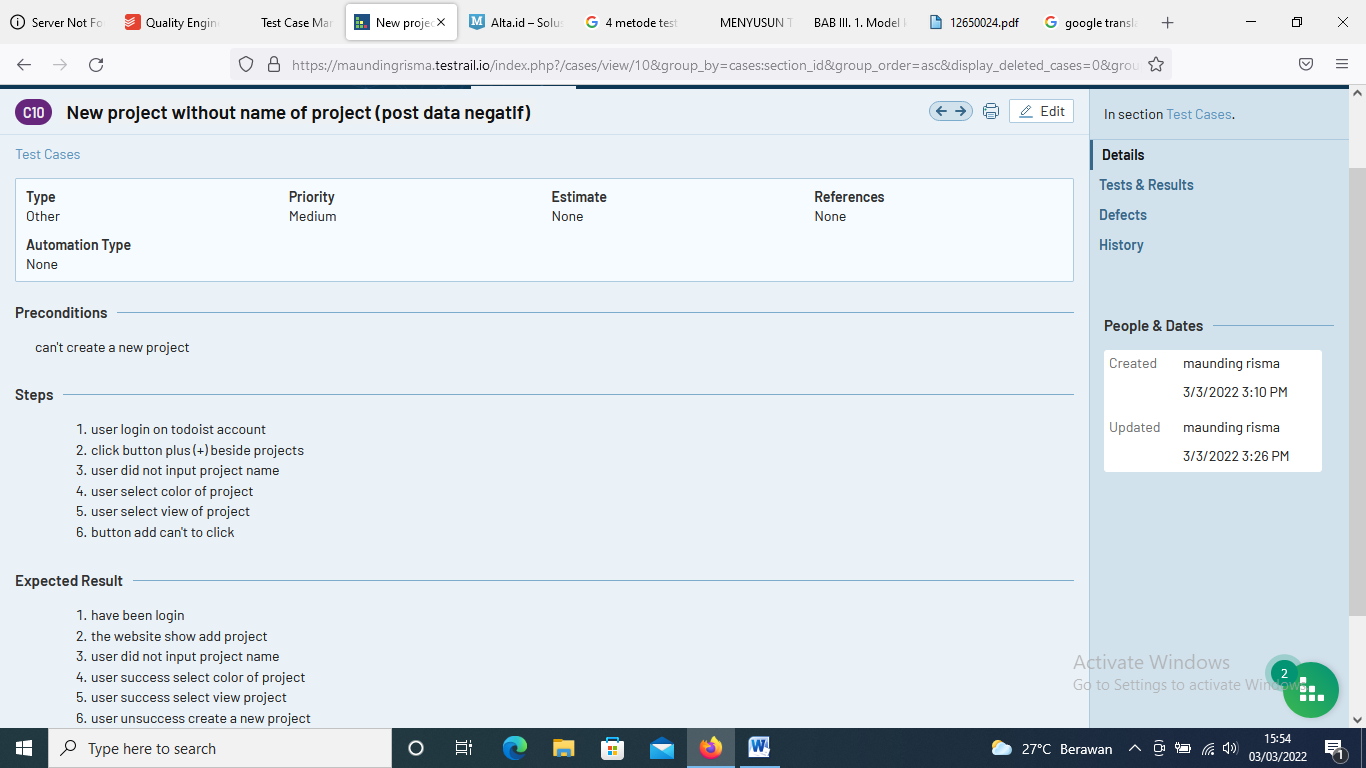 Server Not Fo
Quality Engin
Test Case Mar
New projec
Alta.id – Solus
4 metode test
MENYUSUN T
BAB III. 1. Model
12650024.pdf
google transla
https://maundingrisma.testrail.io/index.php?/cases/view/10&group_by=cases:section_id&group_order=asc&display_deleted_cases=0&grou
C10 New project without name of project (post data negatif)
Edit
Test Cases
Type Priority Estimate References
Other Medium None None
Automation Type
None
Preconditions
can't create a new project
Steps
1. user login on todoist account
2. click button plus (+) beside projects
3. user did not input project name
4. user select color of project
5. user select view of project
6. button add can't to click
Expected Result
1. have been login
2. the website show add project
3. user did not input project name
4. user success select color of project
5. user success select view project
6. user unsuccess create a new project
In section Test Cases.
Details
Tests & Results
Defects
History
People & Dates
Created maunding risma
3/3/2022 3:10 PM
Updated maunding risma
3/3/2022 3:26 PM
Activate Windows
Go to Settings to activate Windows
2
Type here to search
27°C Berawan
15:54
03/03/2022
1